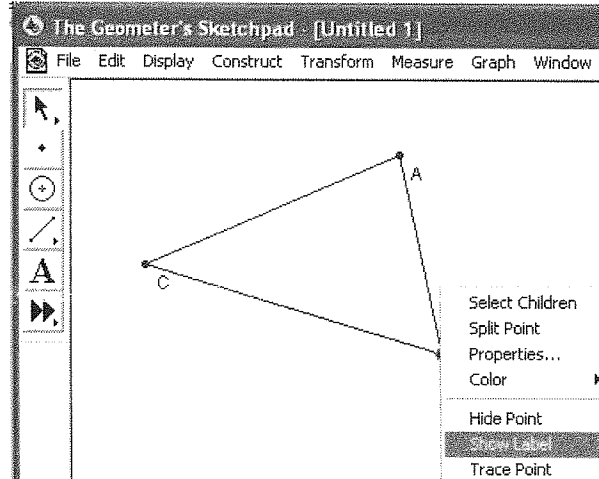 The Geometer's Sketchpad - [Untitled 1]
File Edit Display Construct Transform Measure Graph Window
A
A
C
Select Children
Split Point
Properties...
Color
Hide Point
Show Label
Trace Point